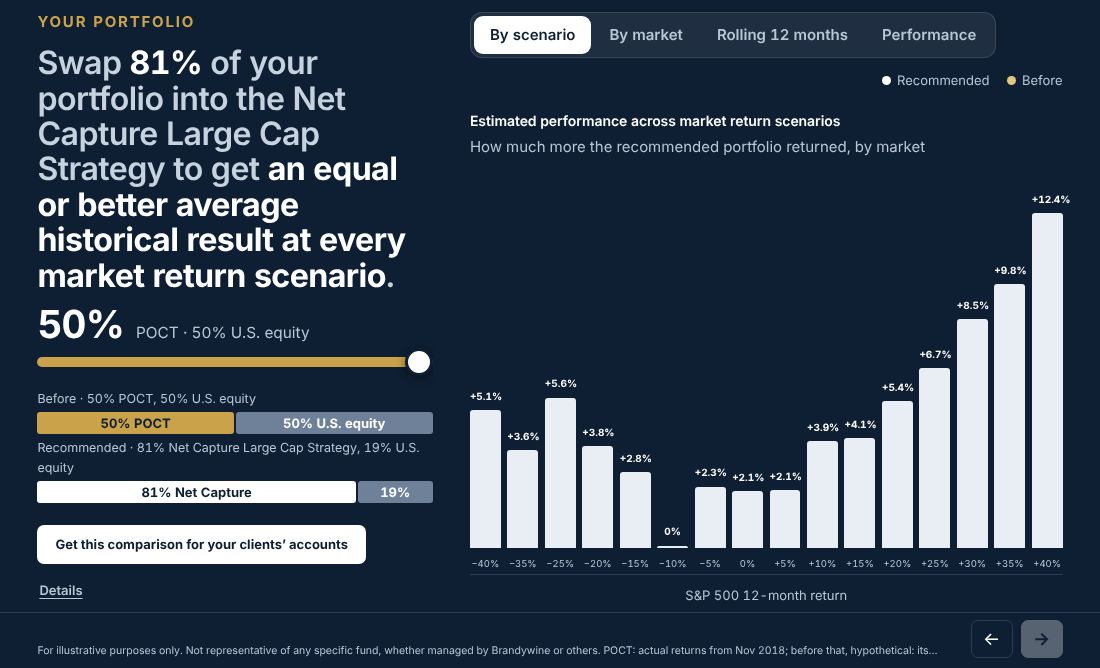 YOUR PORTFOLIO
Swap 81% of your
portfolio into the Net
Capture Large Cap
Strategy to get an equal
or better average
historical result at every
market return scenario.
50% POCT · 50% U.S. equity
Before · 50% POCT, 50% U.S. equity
50% POCT 50% U.S. equity
Recommended · 81% Net Capture Large Cap Strategy, 19% U.S.
equity
81% Net Capture 19%
Get this comparison for your clients’ accounts
Details
By scenario By market Rolling 12 months Performance
Recommended Before
Estimated performance across market return scenarios
How much more the recommended portfolio returned, by market
+5.1% +3.6% +5.6% +3.8% +2.8% 0% +2.3% +2.1% +2.1% +3.9% +4.1% +5.4% +6.7% +8.5% +9.8% +12.4%
−40% −35% −25% −20% −15% −10% −5% 0% +5% +10% +15% +20% +25% +30% +35% +40%
S&P 500 12-month return
For illustrative purposes only. Not representative of any specific fund, whether managed by Brandywine or others. POCT: actual returns from Nov 2018; before that, hypothetical: its…